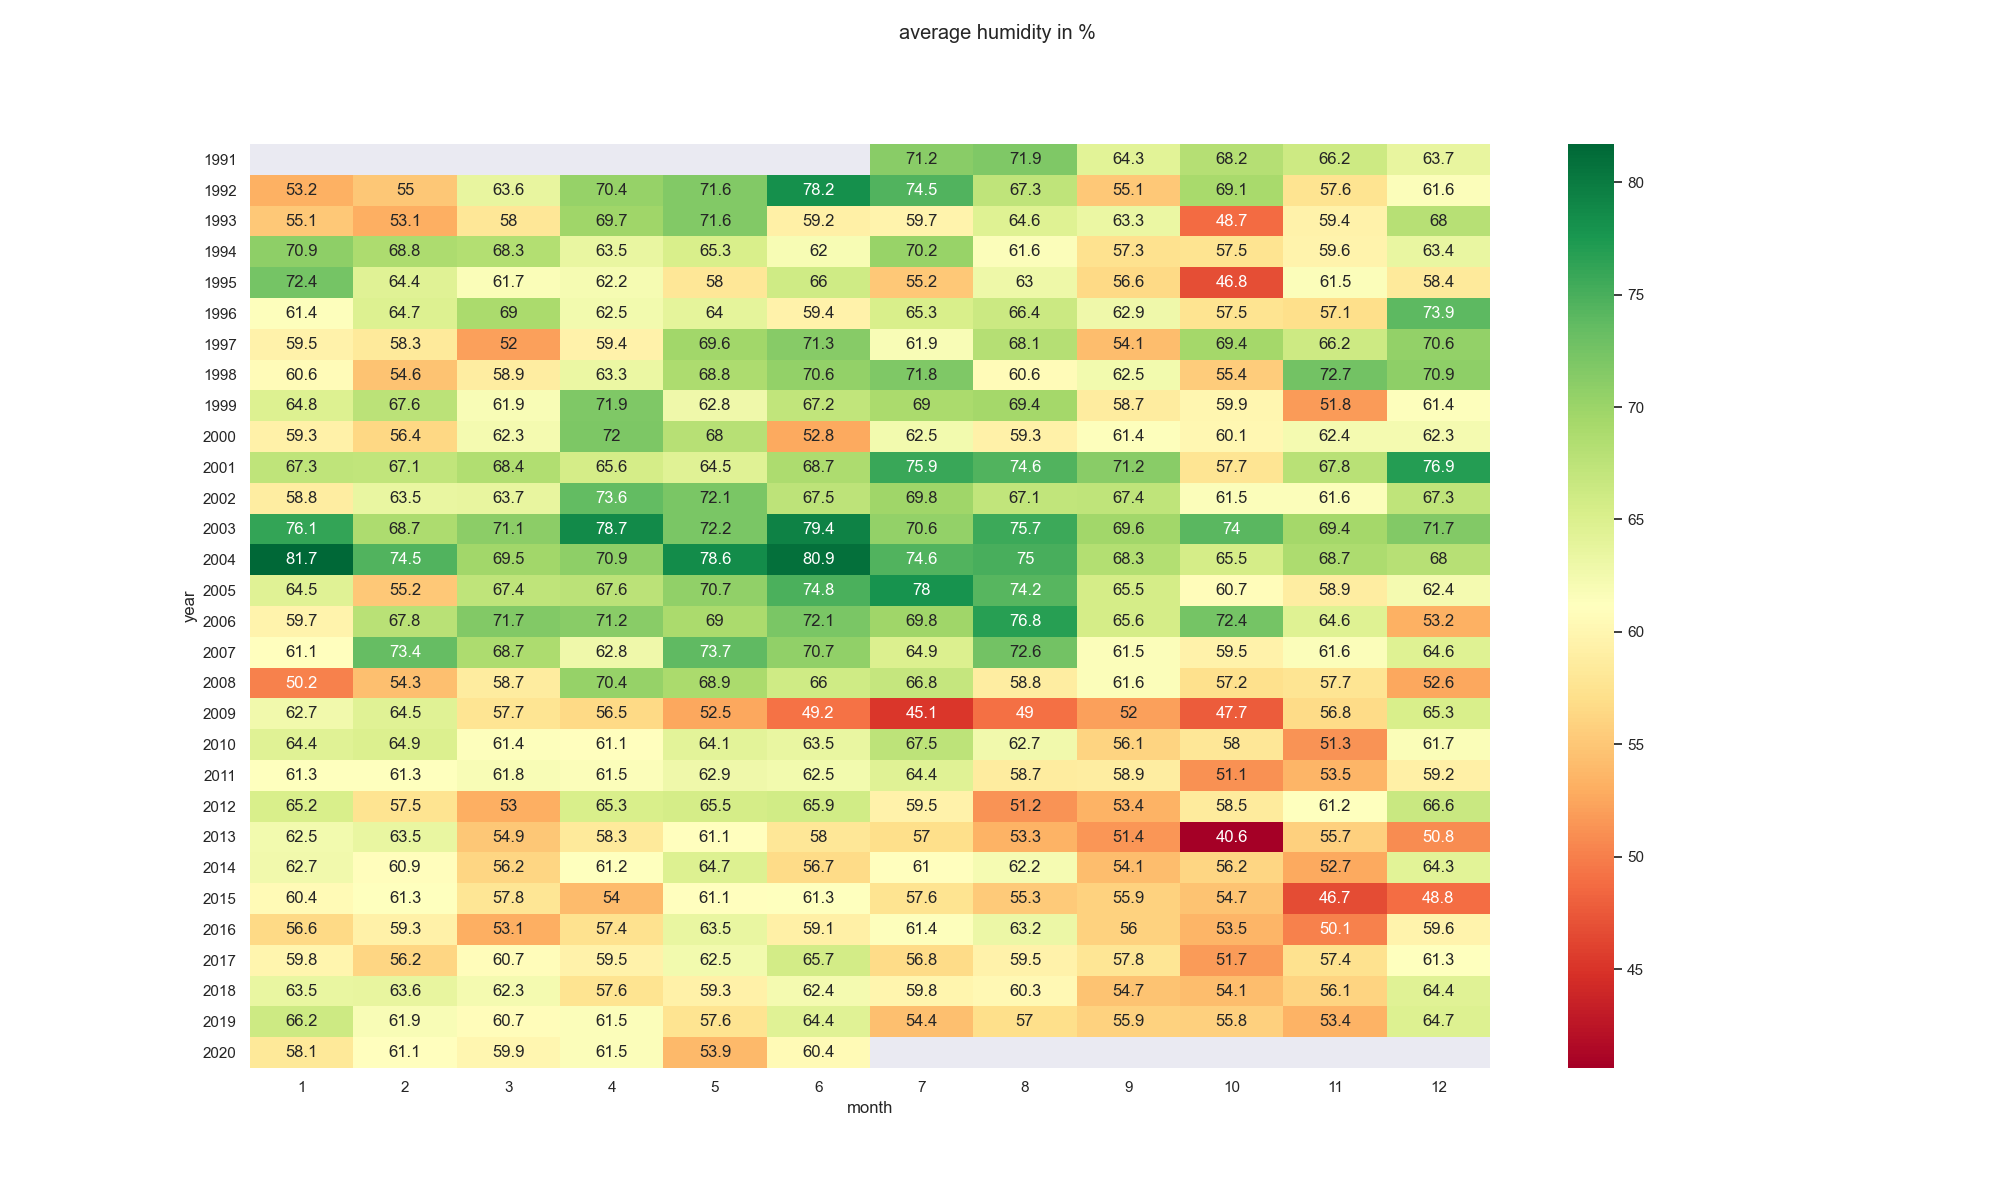 average humidity in %
1991 71.2 71.9 64.3 68.2 66.2 63.7
1992 53.2 55 63.6 70.4 71.6 78.2 74.5 67.3 55.1 69.1 57.6 61.6
1993 55.1 53.1 58 69.7 71.6 59.2 59.7 64.6 63.3 48.7 59.4 68
1994 70.9 68.8 68.3 63.5 65.3 62 70.2 61.6 57.3 57.5 59.6 63.4
1995 72.4 64.4 61.7 62.2 58 66 55.2 63 56.6 46.8 61.5 58.4
1996 61.4 64.7 69 62.5 64 59.4 65.3 66.4 62.9 57.5 57.1 73.9
1997 59.5 58.3 52 59.4 69.6 71.3 61.9 68.1 54.1 69.4 66.2 70.6
1998 60.6 54.6 58.9 63.3 68.8 70.6 71.8 60.6 62.5 55.4 72.7 70.9
1999 64.8 67.6 61.9 71.9 62.8 67.2 69 69.4 58.7 59.9 51.8 61.4
2000 59.3 56.4 62.3 72 68 52.8 62.5 59.3 61.4 60.1 62.4 62.3
2001 67.3 67.1 68.4 65.6 64.5 68.7 75.9 74.6 71.2 57.7 67.8 76.9
2002 58.8 63.5 63.7 73.6 72.1 67.5 69.8 67.1 67.4 61.5 61.6 67.3
2003 76.1 68.7 71.1 78.7 72.2 79.4 70.6 75.7 69.6 74 69.4 71.7
2004 81.7 74.5 69.5 70.9 78.6 80.9 74.6 75 68.3 65.5 68.7 68
2005 64.5 55.2 67.4 67.6 70.7 74.8 78 74.2 65.5 60.7 58.9 62.4
2006 59.7 67.8 71.7 71.2 69 72.1 69.8 76.8 65.6 72.4 64.6 53.2
2007 61.1 73.4 68.7 62.8 73.7 70.7 64.9 72.6 61.5 59.5 61.6 64.6
2008 50.2 54.3 58.7 70.4 68.9 66 66.8 58.8 61.6 57.2 57.7 52.6
2009 62.7 64.5 57.7 56.5 52.5 49.2 45.1 49 52 47.7 56.8 65.3
2010 64.4 64.9 61.4 61.1 64.1 63.5 67.5 62.7 56.1 58 51.3 61.7
2011 61.3 61.3 61.8 61.5 62.9 62.5 64.4 58.7 58.9 51.1 53.5 59.2
2012 65.2 57.5 53 65.3 65.5 65.9 59.5 51.2 53.4 58.5 61.2 66.6
2013 62.5 63.5 54.9 58.3 61.1 58 57 53.3 51.4 40.6 55.7 50.8
2014 62.7 60.9 56.2 61.2 64.7 56.7 61 62.2 54.1 56.2 52.7 64.3
2015 60.4 61.3 57.8 54 61.1 61.3 57.6 55.3 55.9 54.7 46.7 48.8
2016 56.6 59.3 53.1 57.4 63.5 59.1 61.4 63.2 56 53.5 50.1 59.6
2017 59.8 56.2 60.7 59.5 62.5 65.7 56.8 59.5 57.8 51.7 57.4 61.3
2018 63.5 63.6 62.3 57.6 59.3 62.4 59.8 60.3 54.7 54.1 56.1 64.4
2019 66.2 61.9 60.7 61.5 57.6 64.4 54.4 57 55.9 55.8 53.4 64.7
2020 58.1 61.1 59.9 61.5 53.9 60.4
1 2 3 4 5 6 7 8 9 10 11 12
month
year
80
75
70
65
60
55
50
45